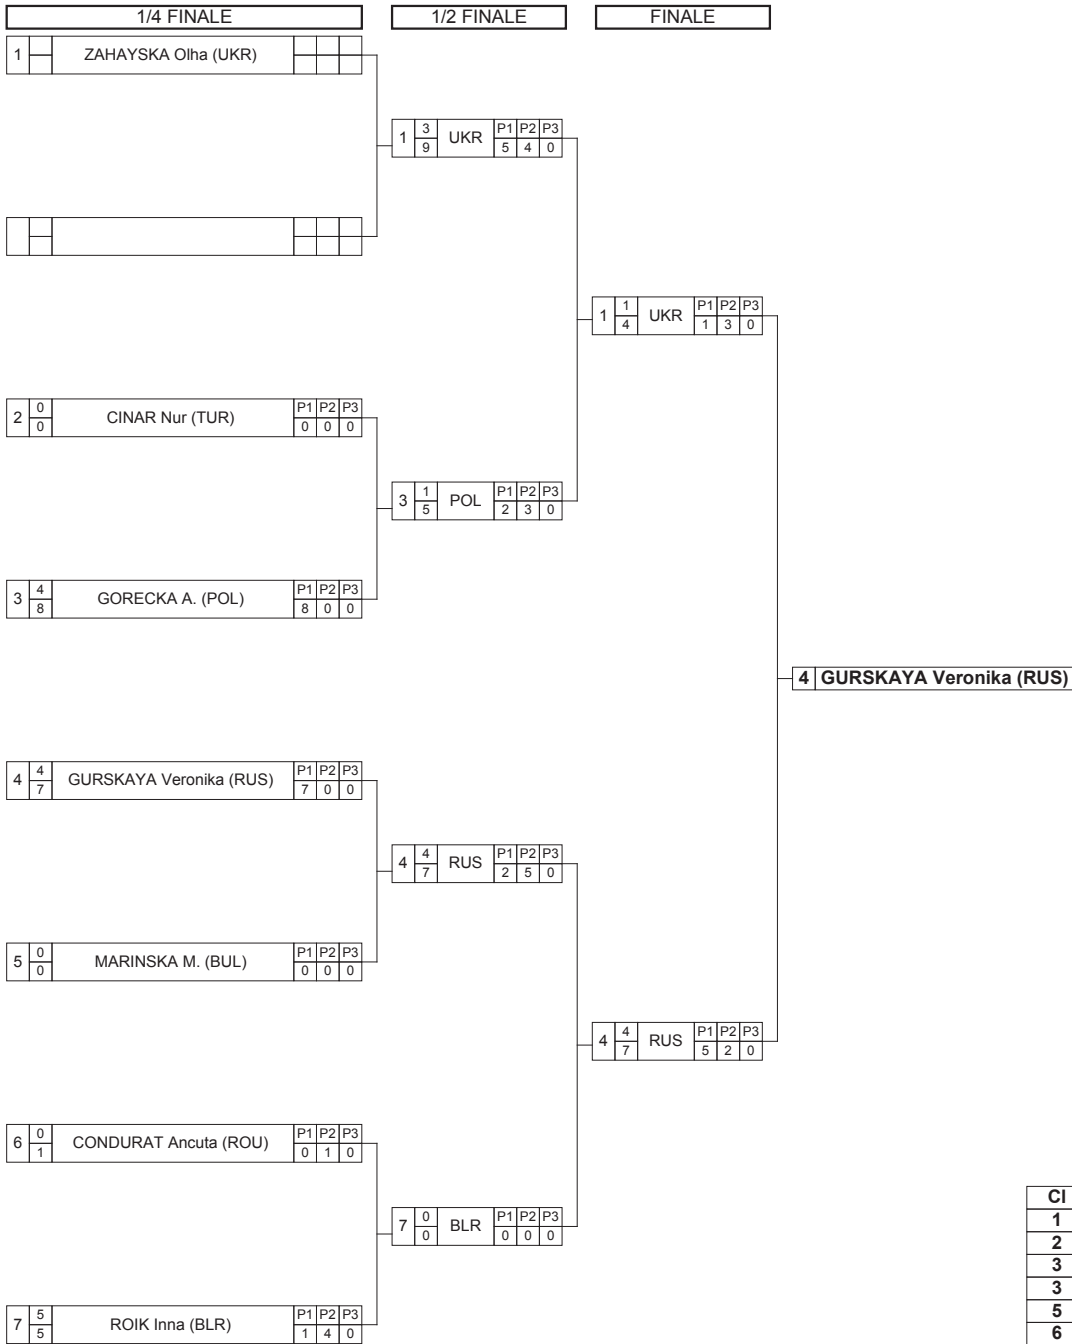 1/4 FINALE 1/2 FINALE FINALE
1 ZAHAYSKA Olha (UKR)
1 3 UKR P1 P2 P3
9 5 4 0
1 1 UKR P1 P2 P3
4 1 3 0
2 0 CINAR Nur (TUR) P1 P2 P3
0 0 0 0
3 1 POL P1 P2 P3
5 2 3 0
3 4 GORECKA A. (POL) P1 P2 P3
8 8 0 0
4 GURSKAYA Veronika (RUS)
4 4 GURSKAYA Veronika (RUS) P1 P2 P3
7 7 0 0
4 4 RUS P1 P2 P3
7 2 5 0
5 0 MARINSKA M. (BUL) P1 P2 P3
0 0 0 0
4 4 RUS P1 P2 P3
7 5 2 0
6 0 CONDURAT Ancuta (ROU) P1 P2 P3
1 0 1 0
7 0 BLR P1 P2 P3
0 0 0 0
7 5 ROIK Inna (BLR) P1 P2 P3
5 1 4 0
Cl
1
2
3
3
5
6